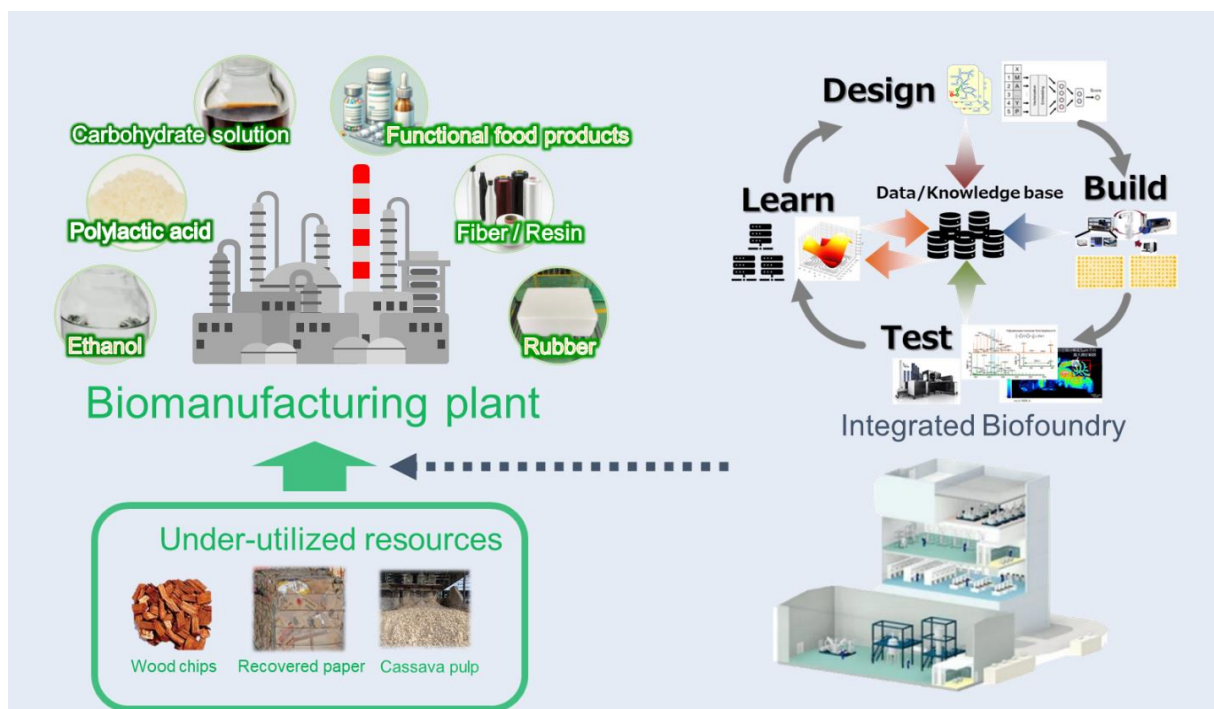 Carbohydrate solution
Functional food products
Polylactic acid
Fiber / Resin
Ethanol
Rubber
Biomanufacturing plant
Under-utilized resources
Wood chips
Recovered paper
Cassava pulp
Design
Learn
Data/Knowledge base
Build
Test
Integrated Biofoundry